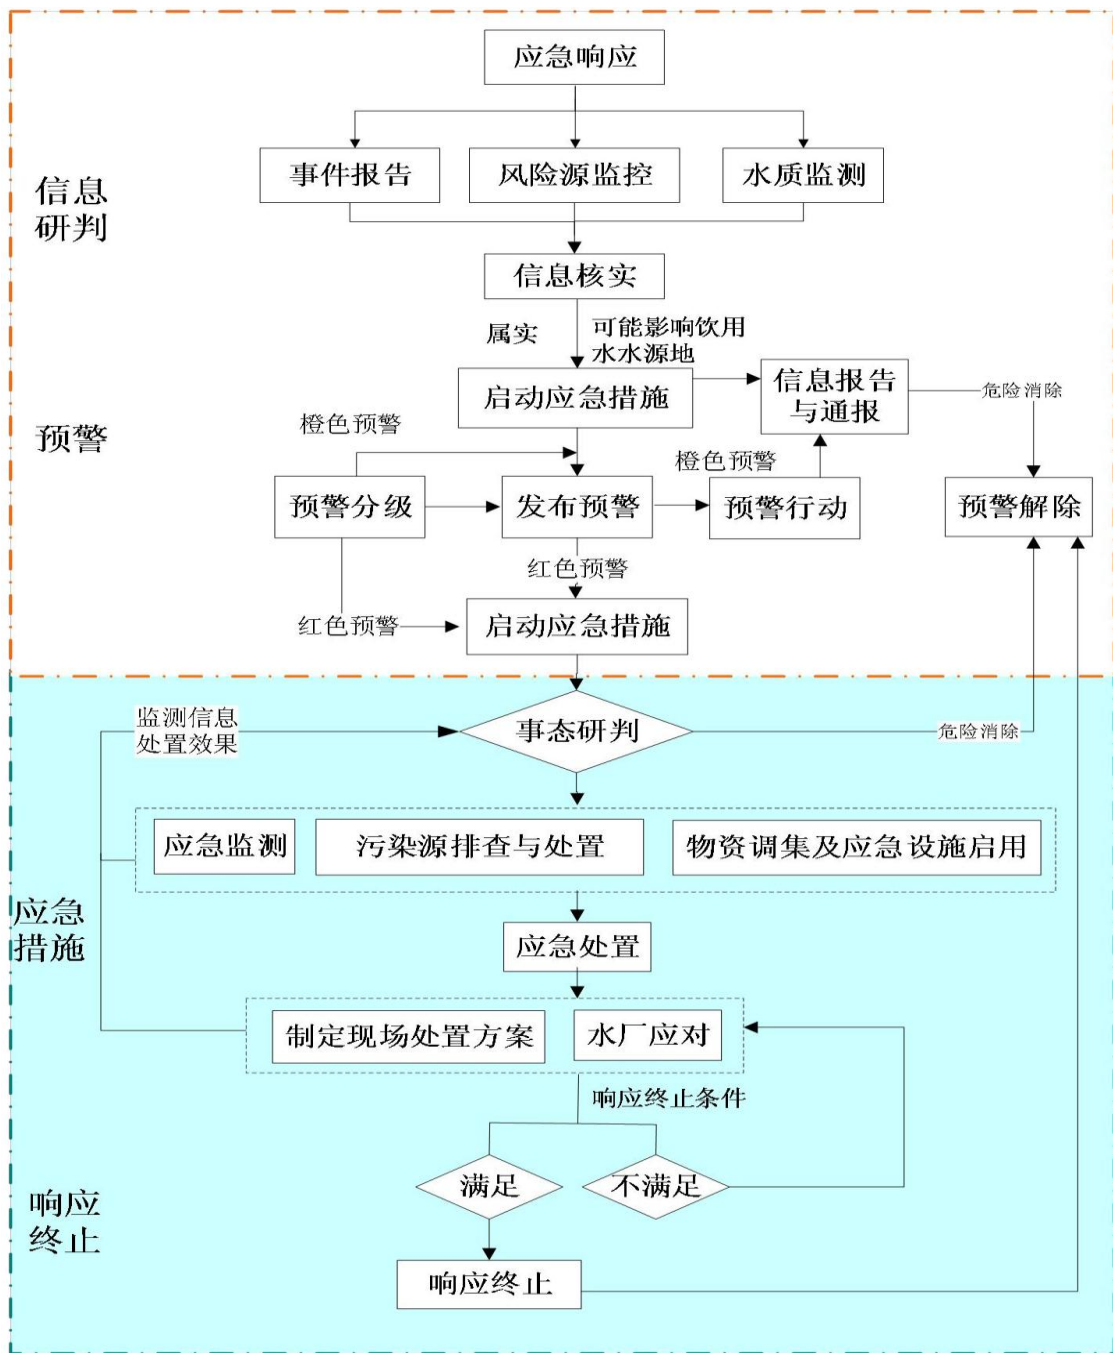 应急响应
事件报告
风险源监控
水质监测
信息
研判
信息核实
属实
可能影响饮用
水水源地
启动应急措施
信息报告
与通报
危险消除
预警
橙色预警
橙色预警
预警分级
发布预警
预警行动
预警解除
红色预警
红色预警
启动应急措施
监测信息
处置效果
事态研判
危险消除
应急监测
污染源排查与处置
物资调集及应急设施启用
应急
措施
应急处置
制定现场处置方案
水厂应对
响应终止条件
满足
不满足
响应
终止
响应终止